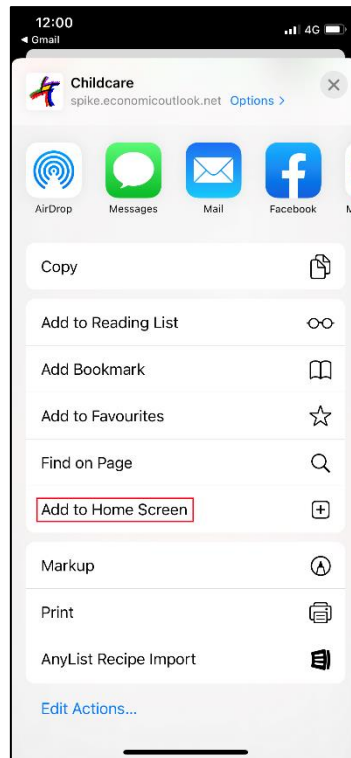 12:00
4G
Gmail
Childcare
spike.economicoutlook.net Options >
AirDrop Messages Mail Facebook
Copy
Add to Reading List
Add Bookmark
Add to Favourites
Find on Page
Add to Home Screen
Markup
Print
AnyList Recipe Import
Edit Actions...